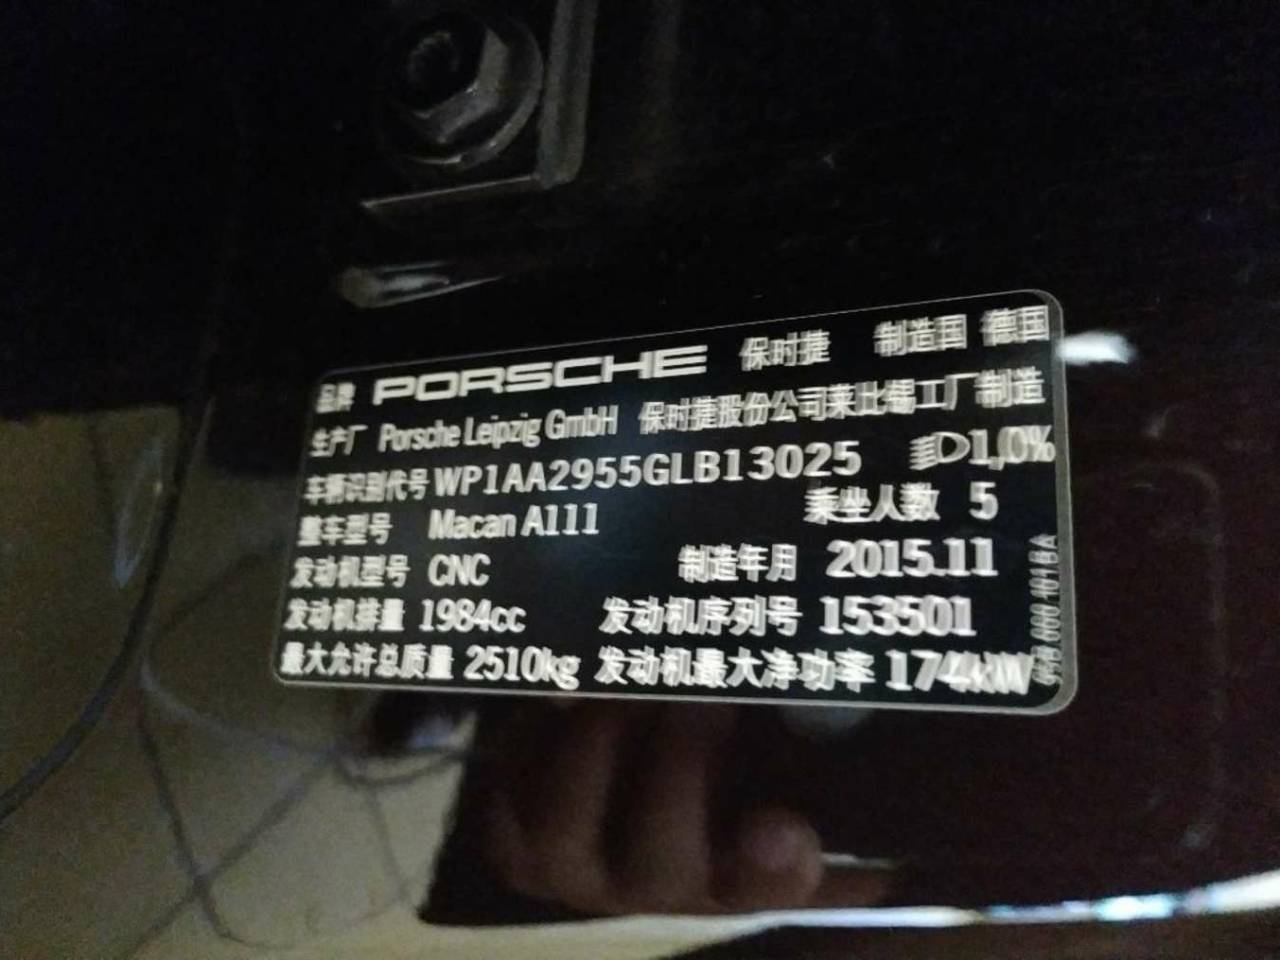 品牌 PORSCHE 保时捷 制造国 德国
生产厂 Porsche Leipzig GmbH 保时捷股份公司莱比锡工厂制造
车辆识别代号 WP1AA2955GLB13025 1,0%
整车型号 Macan A111 乘坐人数 5
发动机型号 CNC 制造年月 2015.11
发动机排量 1984cc 发动机序列号 153501
最大允许总质量 2510kg 发动机最大净功率 174kW